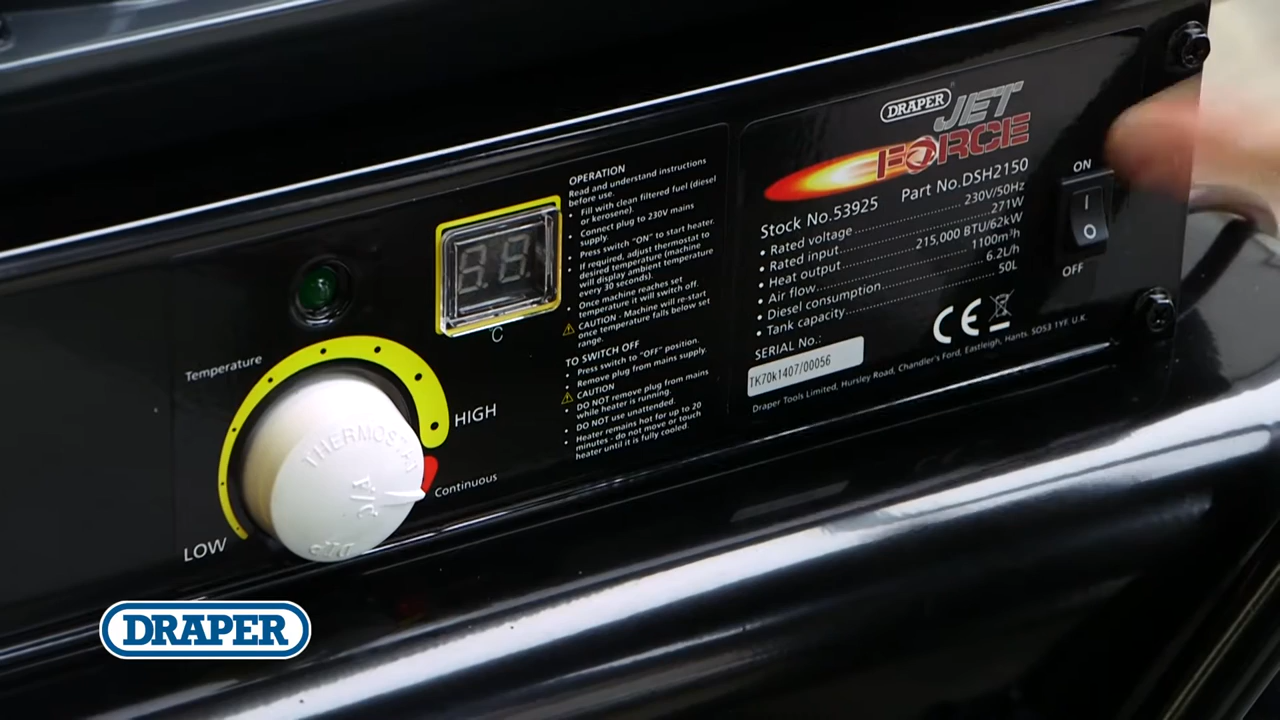 Temperature
HIGH
Continuous
LOW
THERMOSTA
°C
OPERATION
Read and understand instructions
before use.
• Fill with clean filtered fuel (diesel
or kerosene).
• Connect plug to 230V mains
supply.
• Press switch "ON" to start heater.
• If required, adjust thermostat to
desired temperature (machine
will display ambient temperature
every 30 seconds).
• Once machine reaches set
temperature it will switch off.
CAUTION - Machine will re-start
once temperature falls below set
range.
TO SWITCH OFF
• Press switch to "OFF" position.
• Remove plug from mains supply.
CAUTION
• DO NOT remove plug from mains
while heater is running.
• DO NOT use unattended.
• Heater remains hot for up to 20
minutes - do not move or touch
heater until it is fully cooled.
DRAPER
JET
FORCE
Stock No.53925 Part No.DSH2150
• Rated voltage 230V/50Hz
• Rated input 271W
• Heat output 215,000 BTU/62kW
• Air flow 1100m³h
• Diesel consumption 6.2L/h
• Tank capacity 50L
SERIAL No.:
TK70k1407/00056
CE
Draper Tools Limited, Hursley Road, Chandler's Ford, Eastleigh, Hants. SO53 1YF. U.K.
ON
I
O
OFF
DRAPER